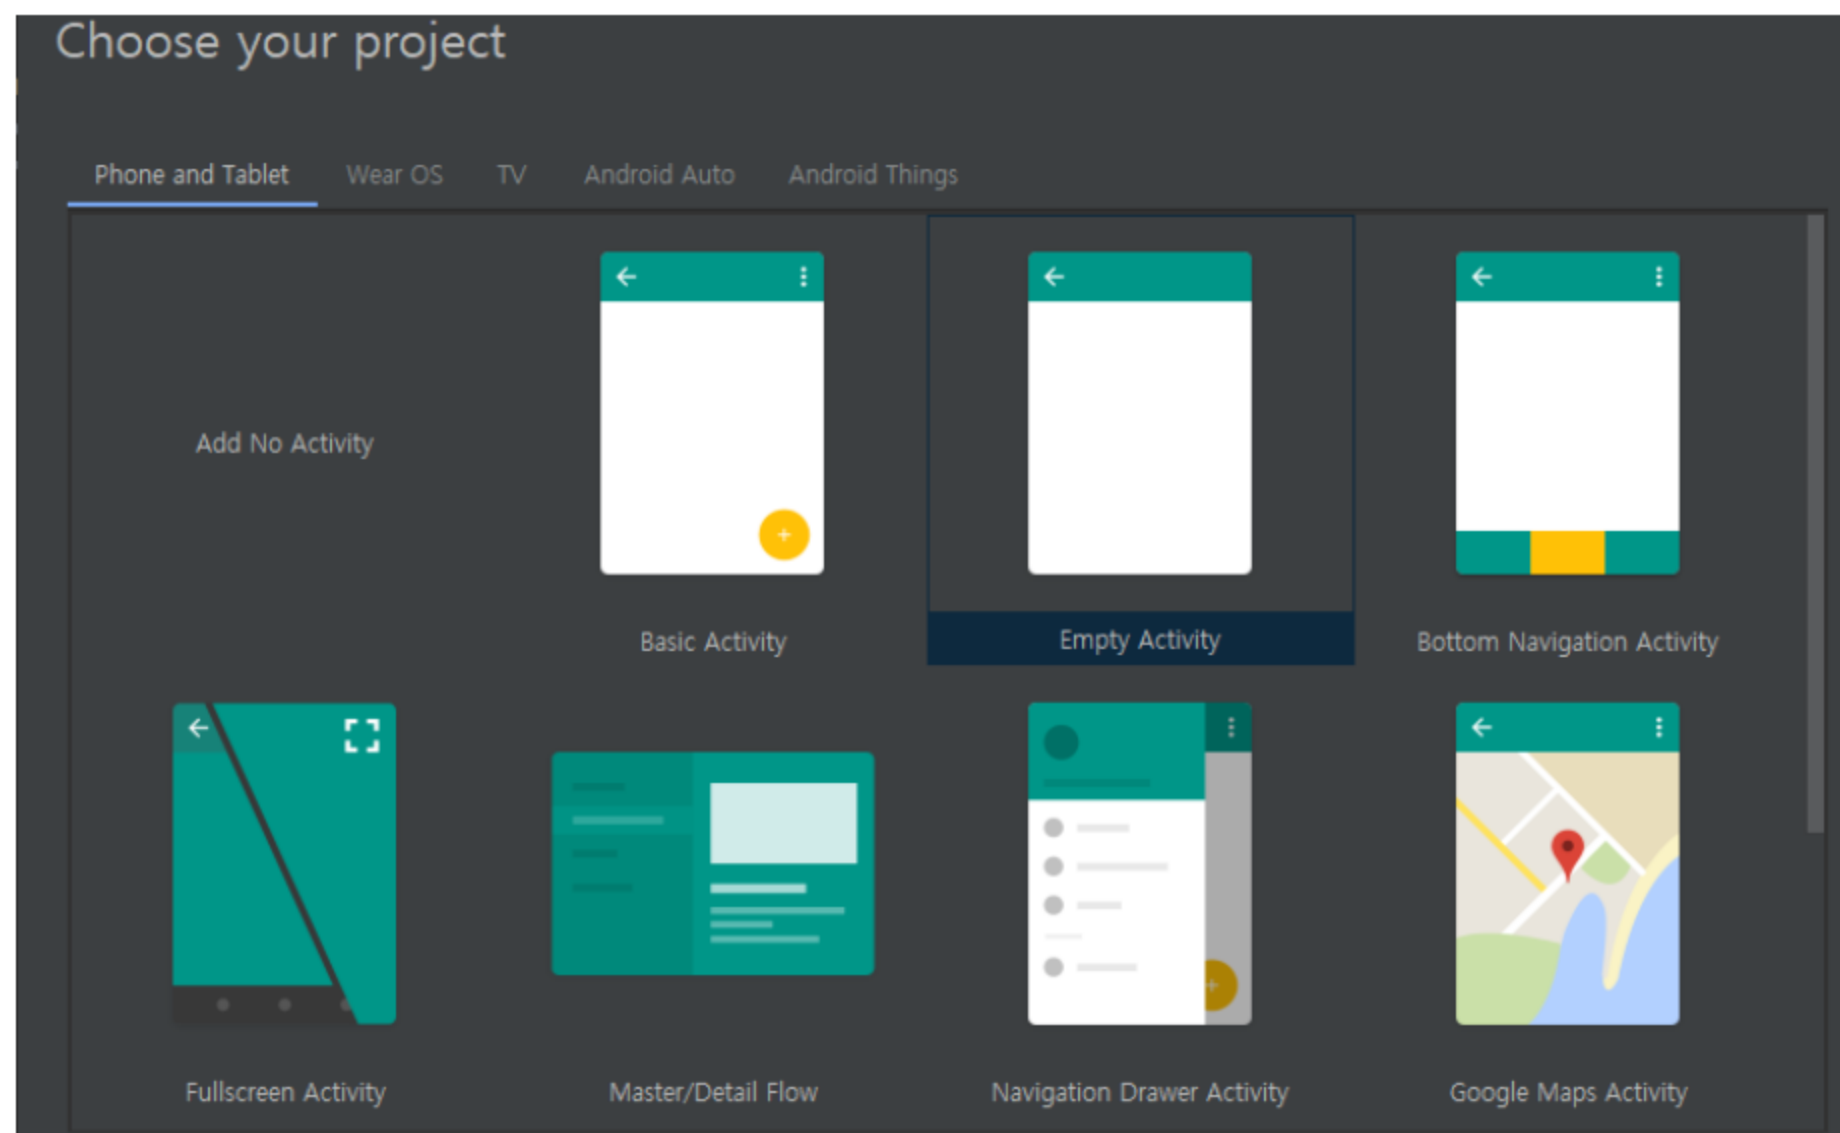 Choose your project
Phone and Tablet Wear OS TV Android Auto Android Things
Add No Activity
Basic Activity Empty Activity Bottom Navigation Activity
Fullscreen Activity Master/Detail Flow Navigation Drawer Activity Google Maps Activity